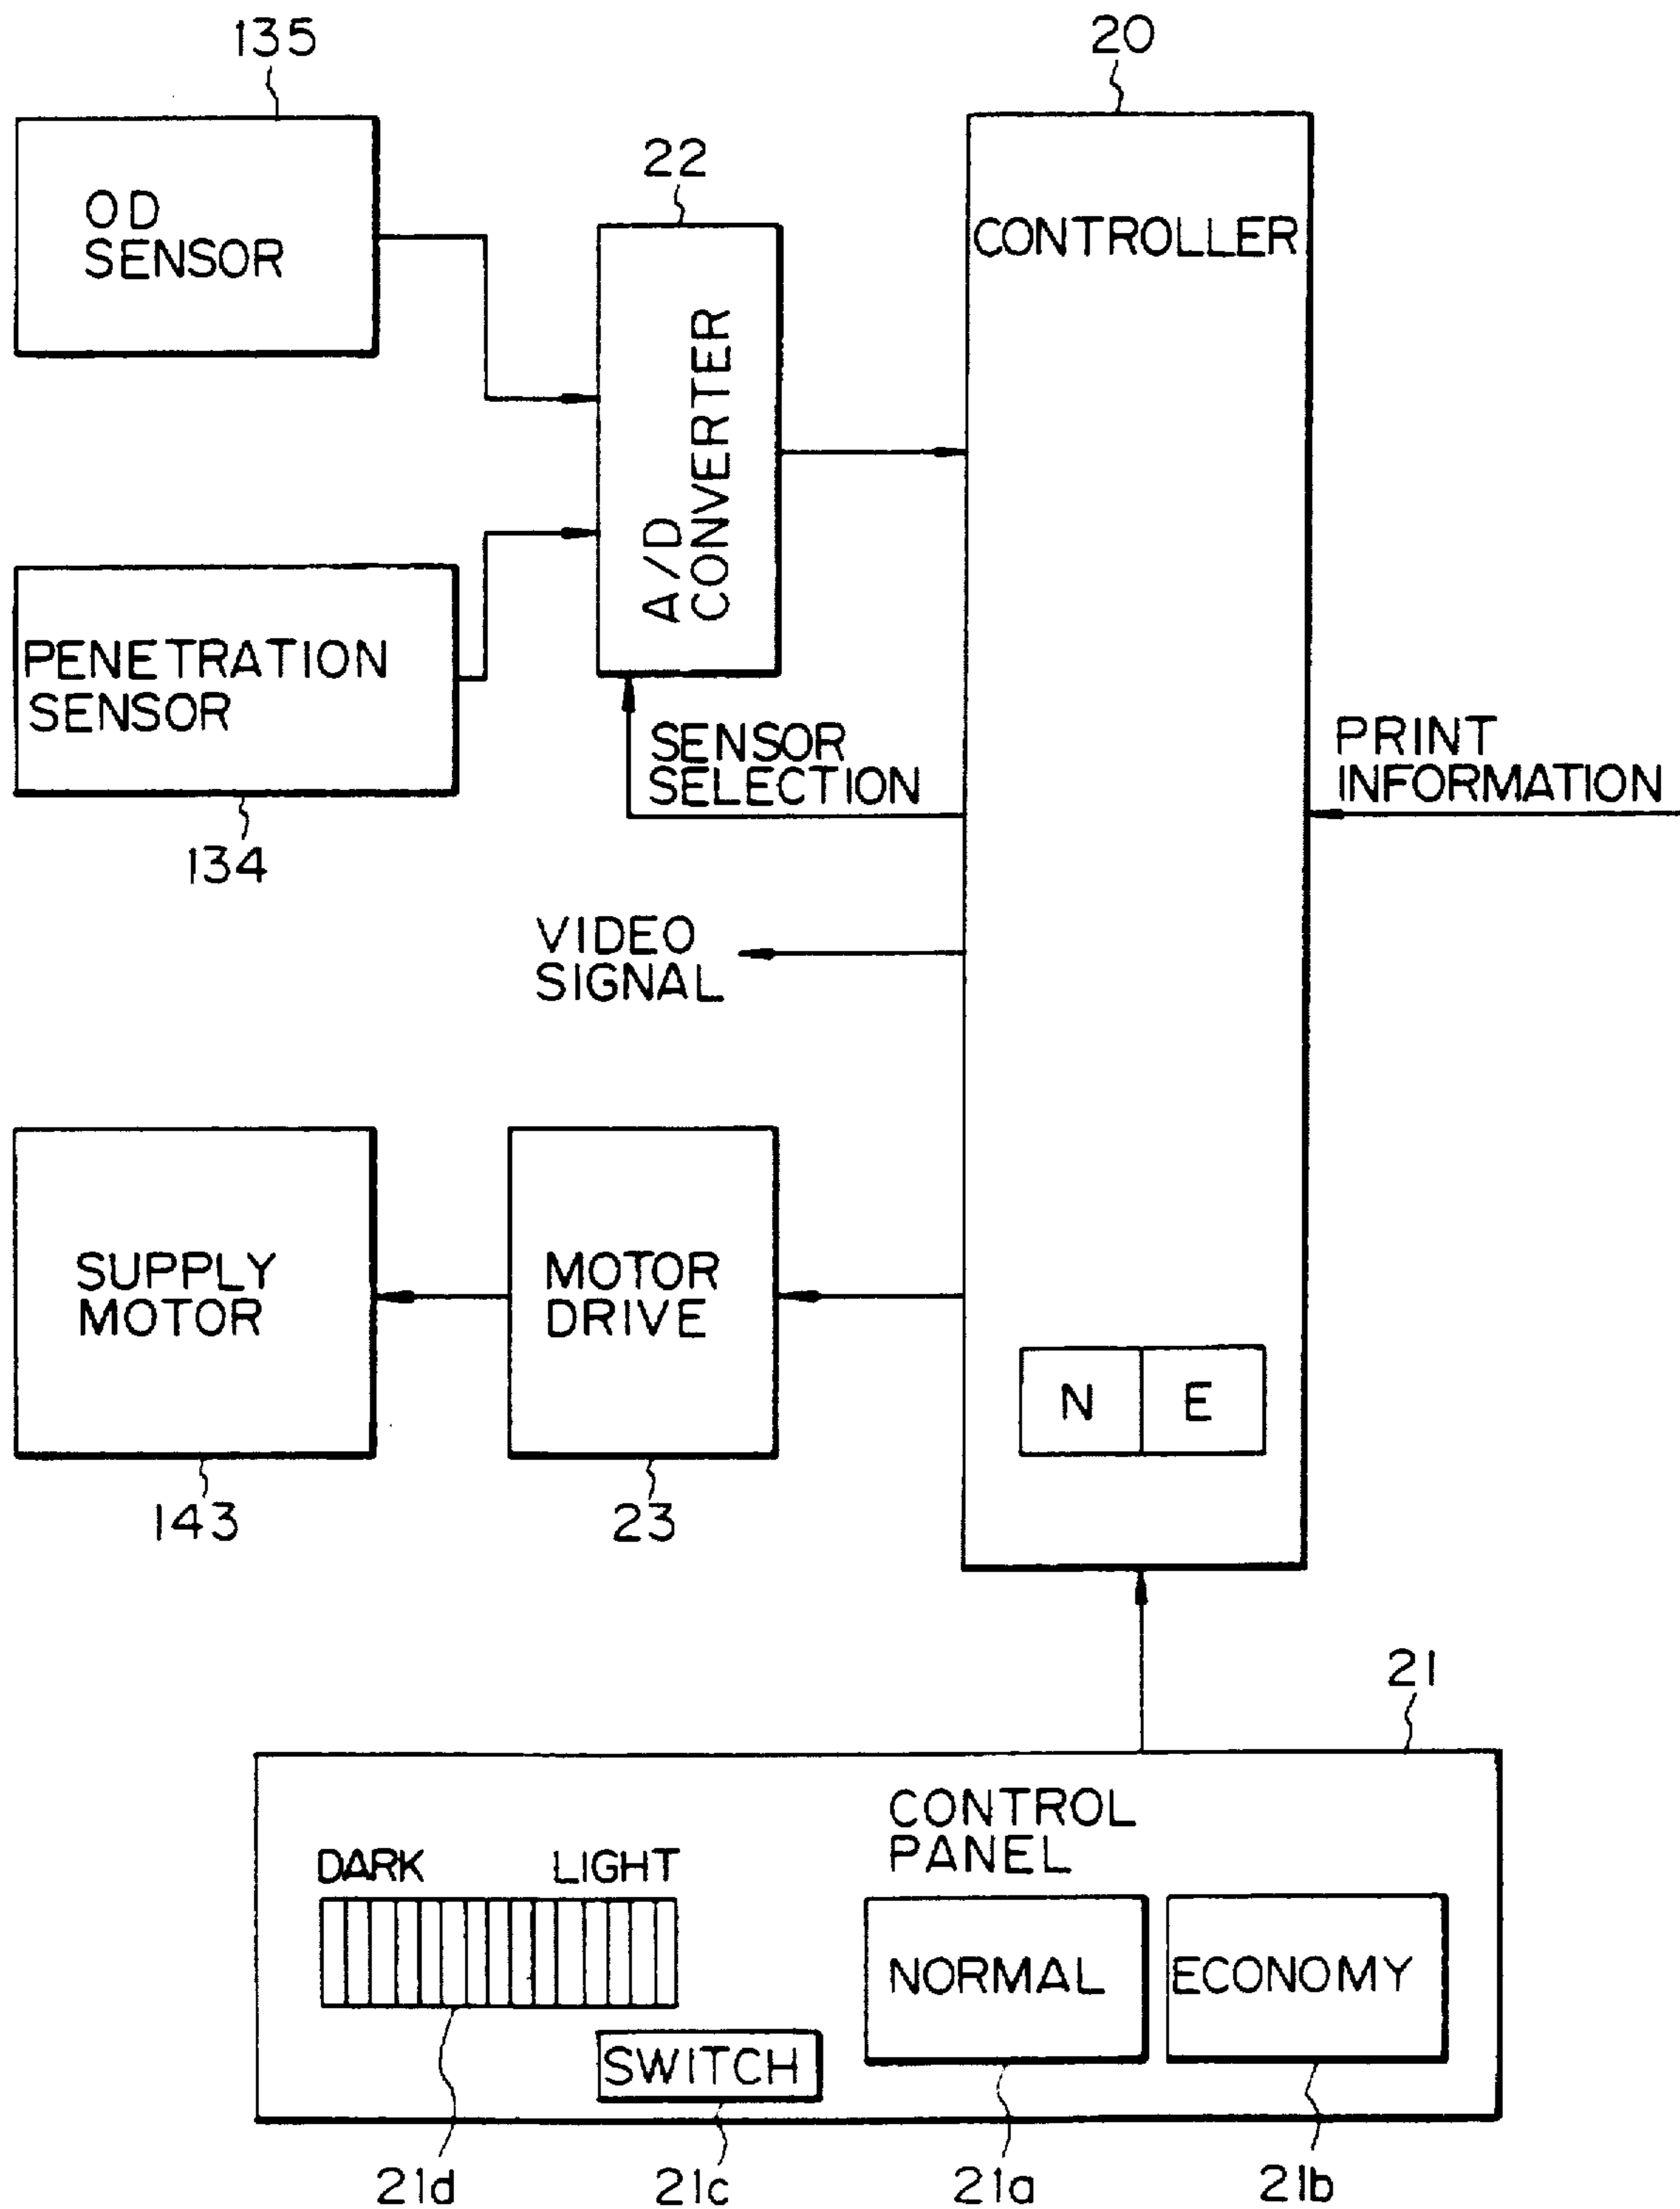 135
20
OD
SENSOR
22
CONTROLLER
A/D
CONVERTER
PENETRATION
SENSOR
134
SENSOR
SELECTION
PRINT
INFORMATION
VIDEO
SIGNAL
SUPPLY
MOTOR
MOTOR
DRIVE
N E
143
23
21
CONTROL
PANEL
DARK LIGHT
NORMAL
ECONOMY
SWITCH
21d
21c
21a
21b